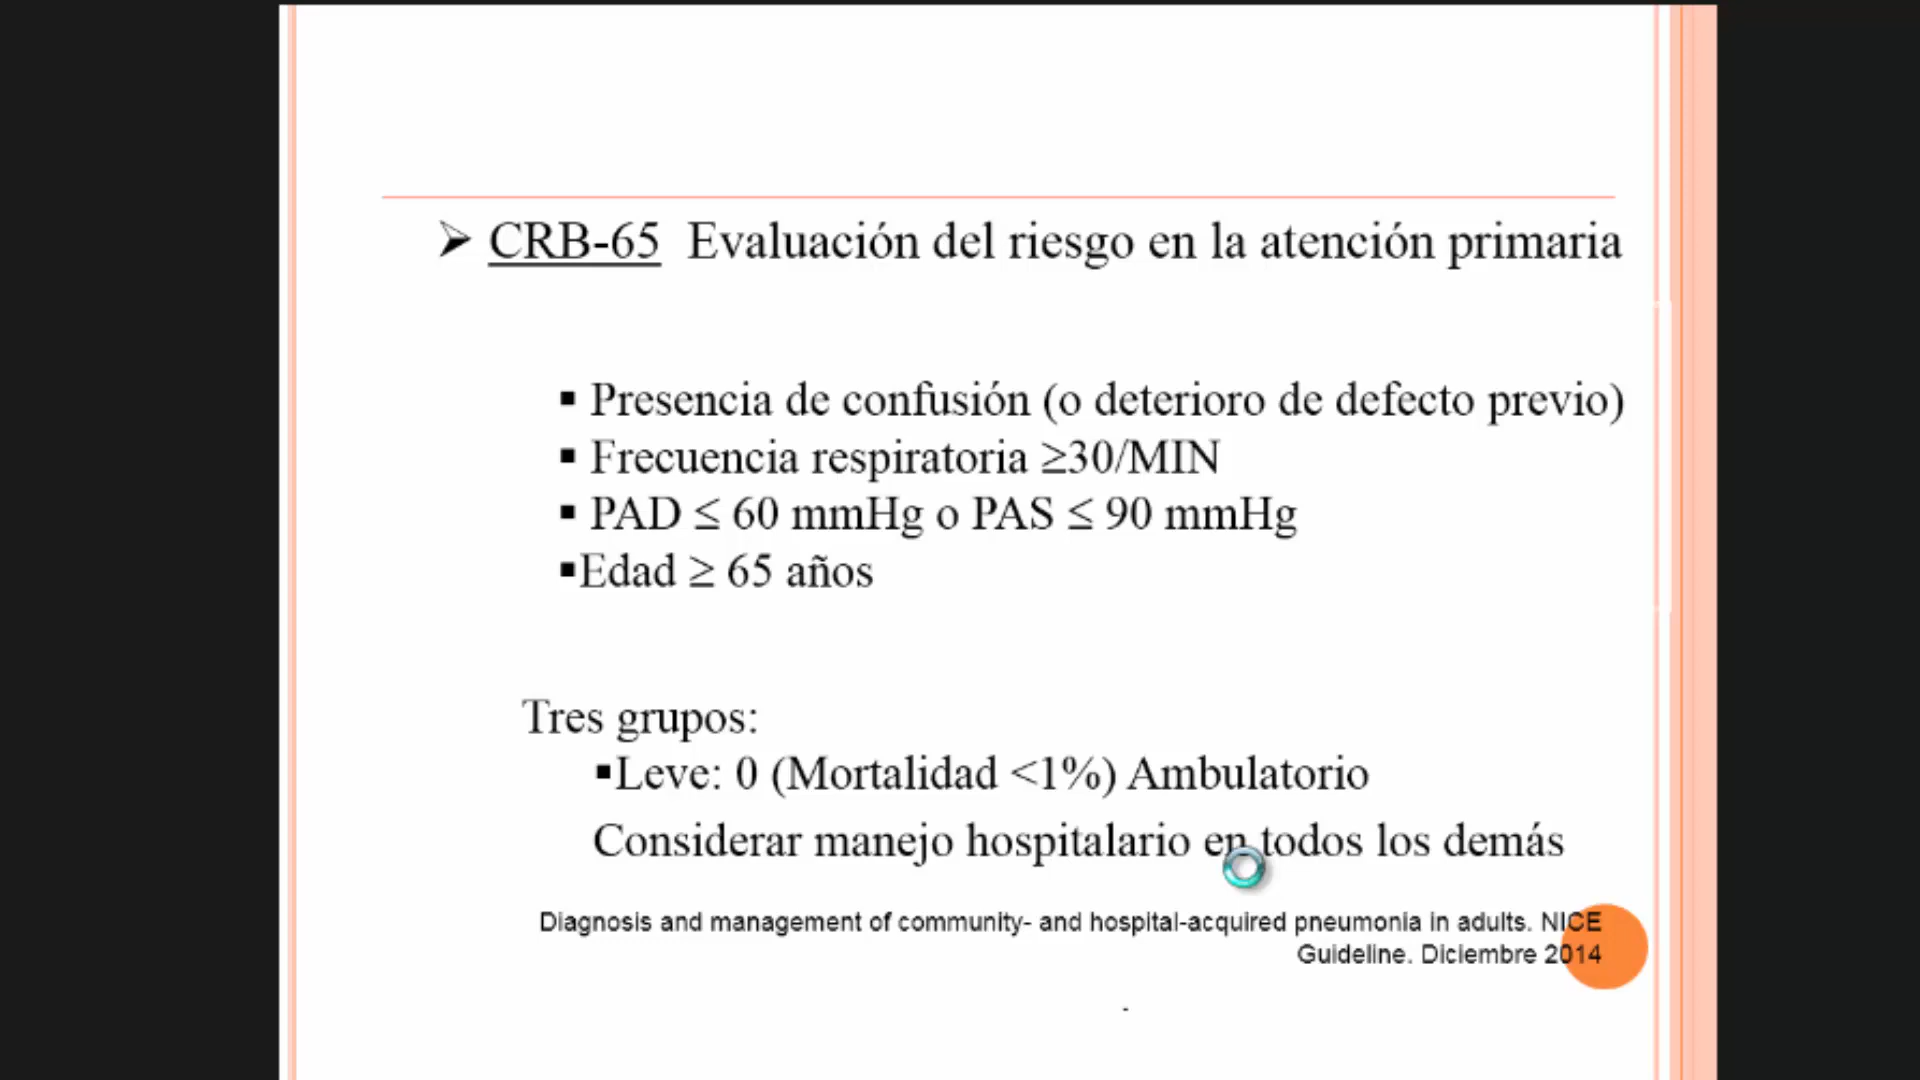 ➢ CRB-65 Evaluación del riesgo en la atención primaria
▪ Presencia de confusión (o deterioro de defecto previo)
▪ Frecuencia respiratoria ≥30/MIN
▪ PAD ≤ 60 mmHg o PAS ≤ 90 mmHg
▪Edad ≥ 65 años
Tres grupos:
▪Leve: 0 (Mortalidad <1%) Ambulatorio
Considerar manejo hospitalario en todos los demás
Diagnosis and management of community- and hospital-acquired pneumonia in adults. NICE
Guideline. Diciembre 2014
-